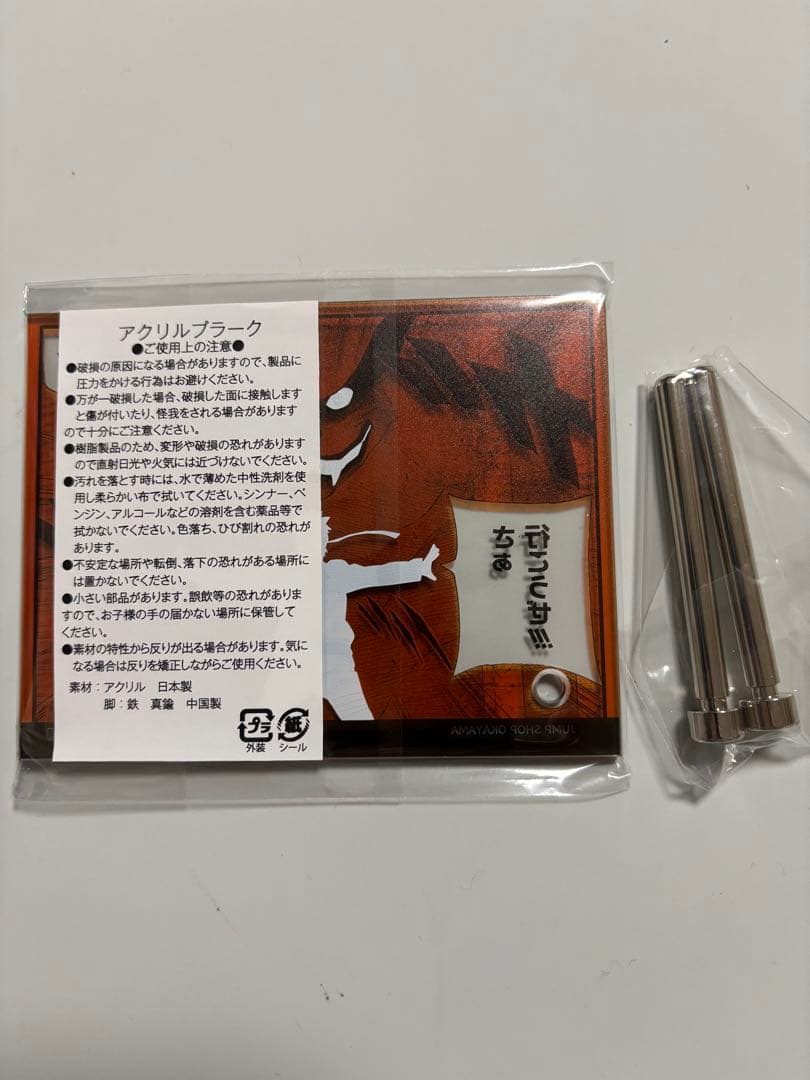 アクリルプラーク
●ご使用上の注意●
●破損の原因になる場合がありますので、製品に
圧力をかける行為はお避けください。
●万が一破損した場合、破損した面に接触します
と傷が付いたり、怪我をされる場合があります
ので十分にご注意ください。
●樹脂製品のため、変形や破損の恐れがあります
ので直射日光や火気には近づけないでください。
●汚れを落とす時には、水で薄めた中性洗剤を使
用し柔らかい布で拭いてください。シンナー、ベ
ンジン、アルコールなどの溶剤を含む薬品等で
拭かないでください。色落ち、ひび割れの恐れが
あります。
●不安定な場所や転倒、落下の恐れがある場所に
は置かないでください。
●小さい部品があります。誤飲等の恐れがありま
すので、お子様の手の届かない場所に保管して
ください。
●素材の特性から反りが出る場合があります。気に
なる場合は反りを矯正しながらご使用ください。
素材：アクリル 日本製
脚：鉄 真鍮 中国製
プラ
外装
紙
シール
行こうぜ!!!
JUMP SHOP OKAYAMA